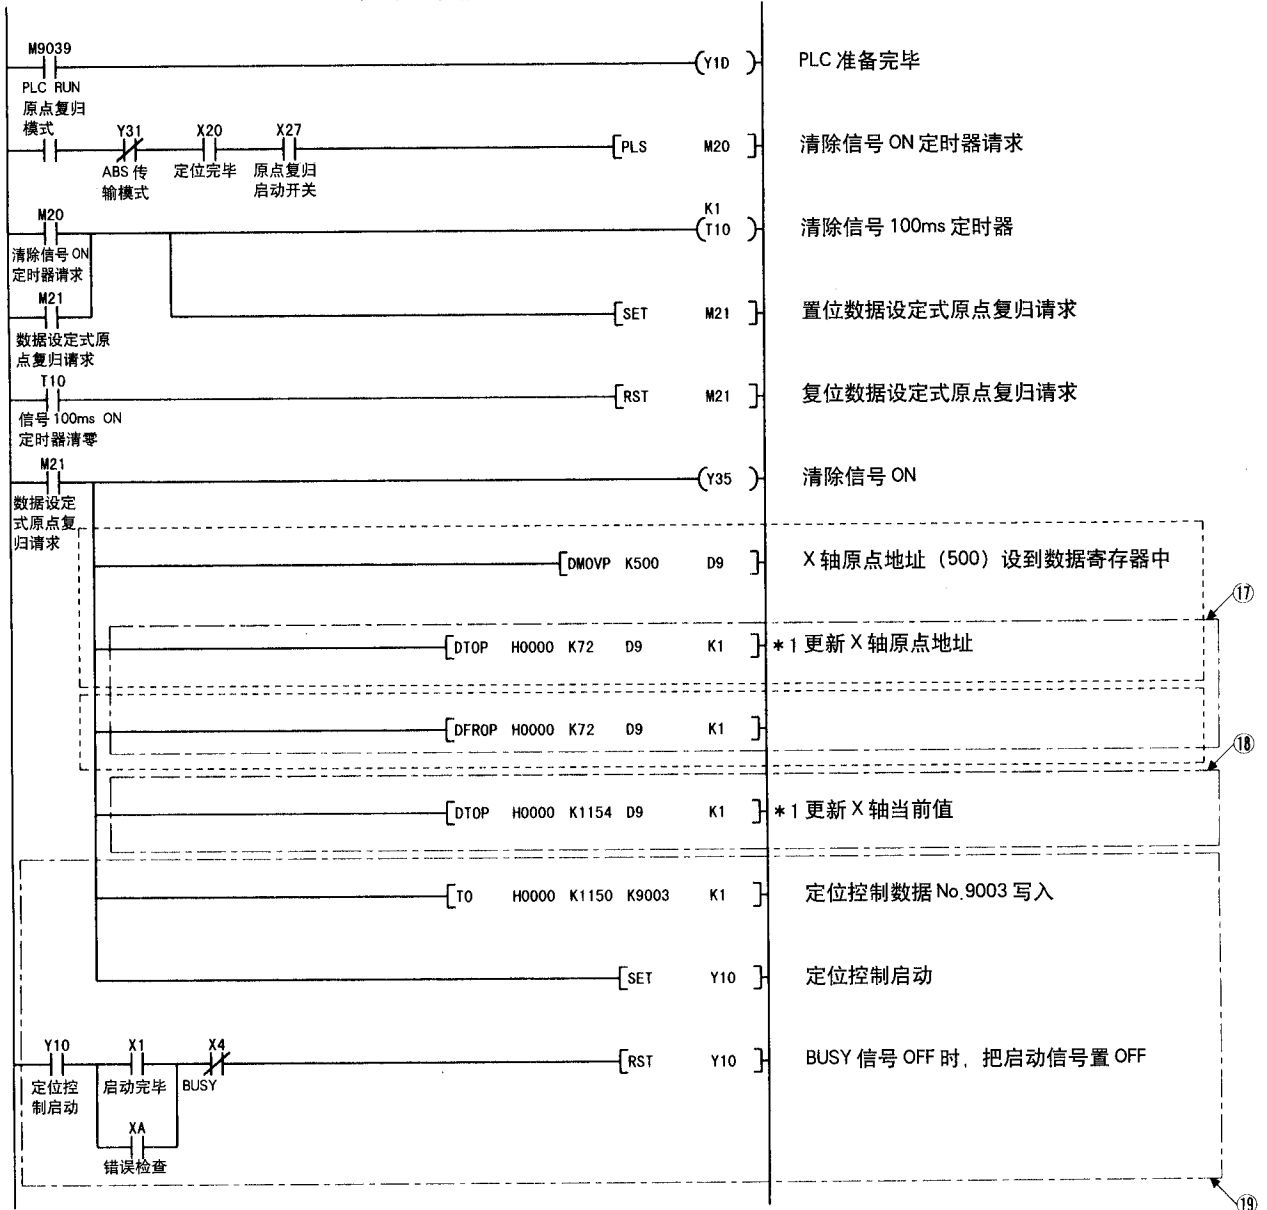 M9039
Y1D
PLC 准备完毕
PLC RUN
原点复归
模式
Y31
X20
X27
PLS M20
清除信号 ON 定时器请求
ABS 传
输模式
定位完毕
原点复归
启动开关
M20
K1
T10
清除信号 100ms 定时器
清除信号 ON
定时器请求
M21
SET M21
置位数据设定式原点复归请求
数据设定式原
点复归请求
T10
RST M21
复位数据设定式原点复归请求
信号 100ms ON
定时器清零
M21
Y35
清除信号 ON
数据设定
式原点复
归请求
DMOVP K500 D9
X 轴原点地址（500）设到数据寄存器中
⑰
DTOP H0000 K72 D9 K1
*1 更新 X 轴原点地址
DFROP H0000 K72 D9 K1
⑱
DTOP H0000 K1154 D9 K1
*1 更新 X 轴当前值
TO H0000 K1150 K9003 K1
定位控制数据 No.9003 写入
SET Y10
定位控制启动
Y10
X1
X4
RST Y10
BUSY 信号 OFF 时，把启动信号置 OFF
定位控
制启动
启动完毕
BUSY
XA
错误检查
⑲